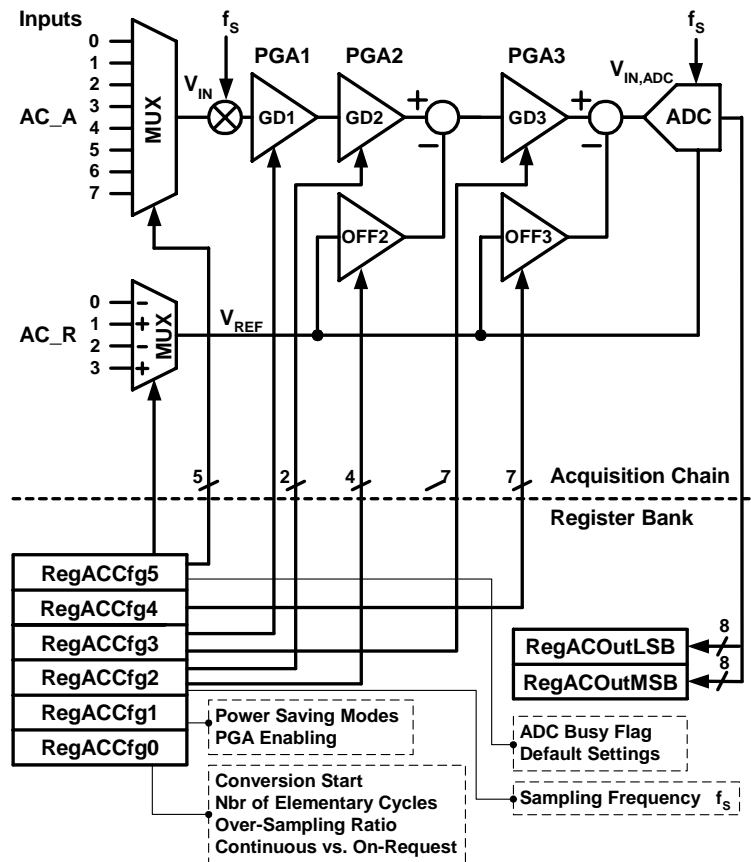 Inputs
f_S
PGA1 PGA2 PGA3
f_S
0
1
2
3
4
5
6
7
AC_A
MUX
V_IN
GD1
GD2
+
−
GD3
+
−
V_IN,ADC
ADC
OFF2
OFF3
0 −
1 +
2 −
3 +
AC_R
MUX
V_REF
5
2
4
7
7
Acquisition Chain
Register Bank
RegACCfg5
RegACCfg4
RegACCfg3
RegACCfg2
RegACCfg1
RegACCfg0
8
RegACOutLSB
8
RegACOutMSB
Power Saving Modes
PGA Enabling
ADC Busy Flag
Default Settings
Conversion Start
Nbr of Elementary Cycles
Over-Sampling Ratio
Continuous vs. On-Request
Sampling Frequency f_S